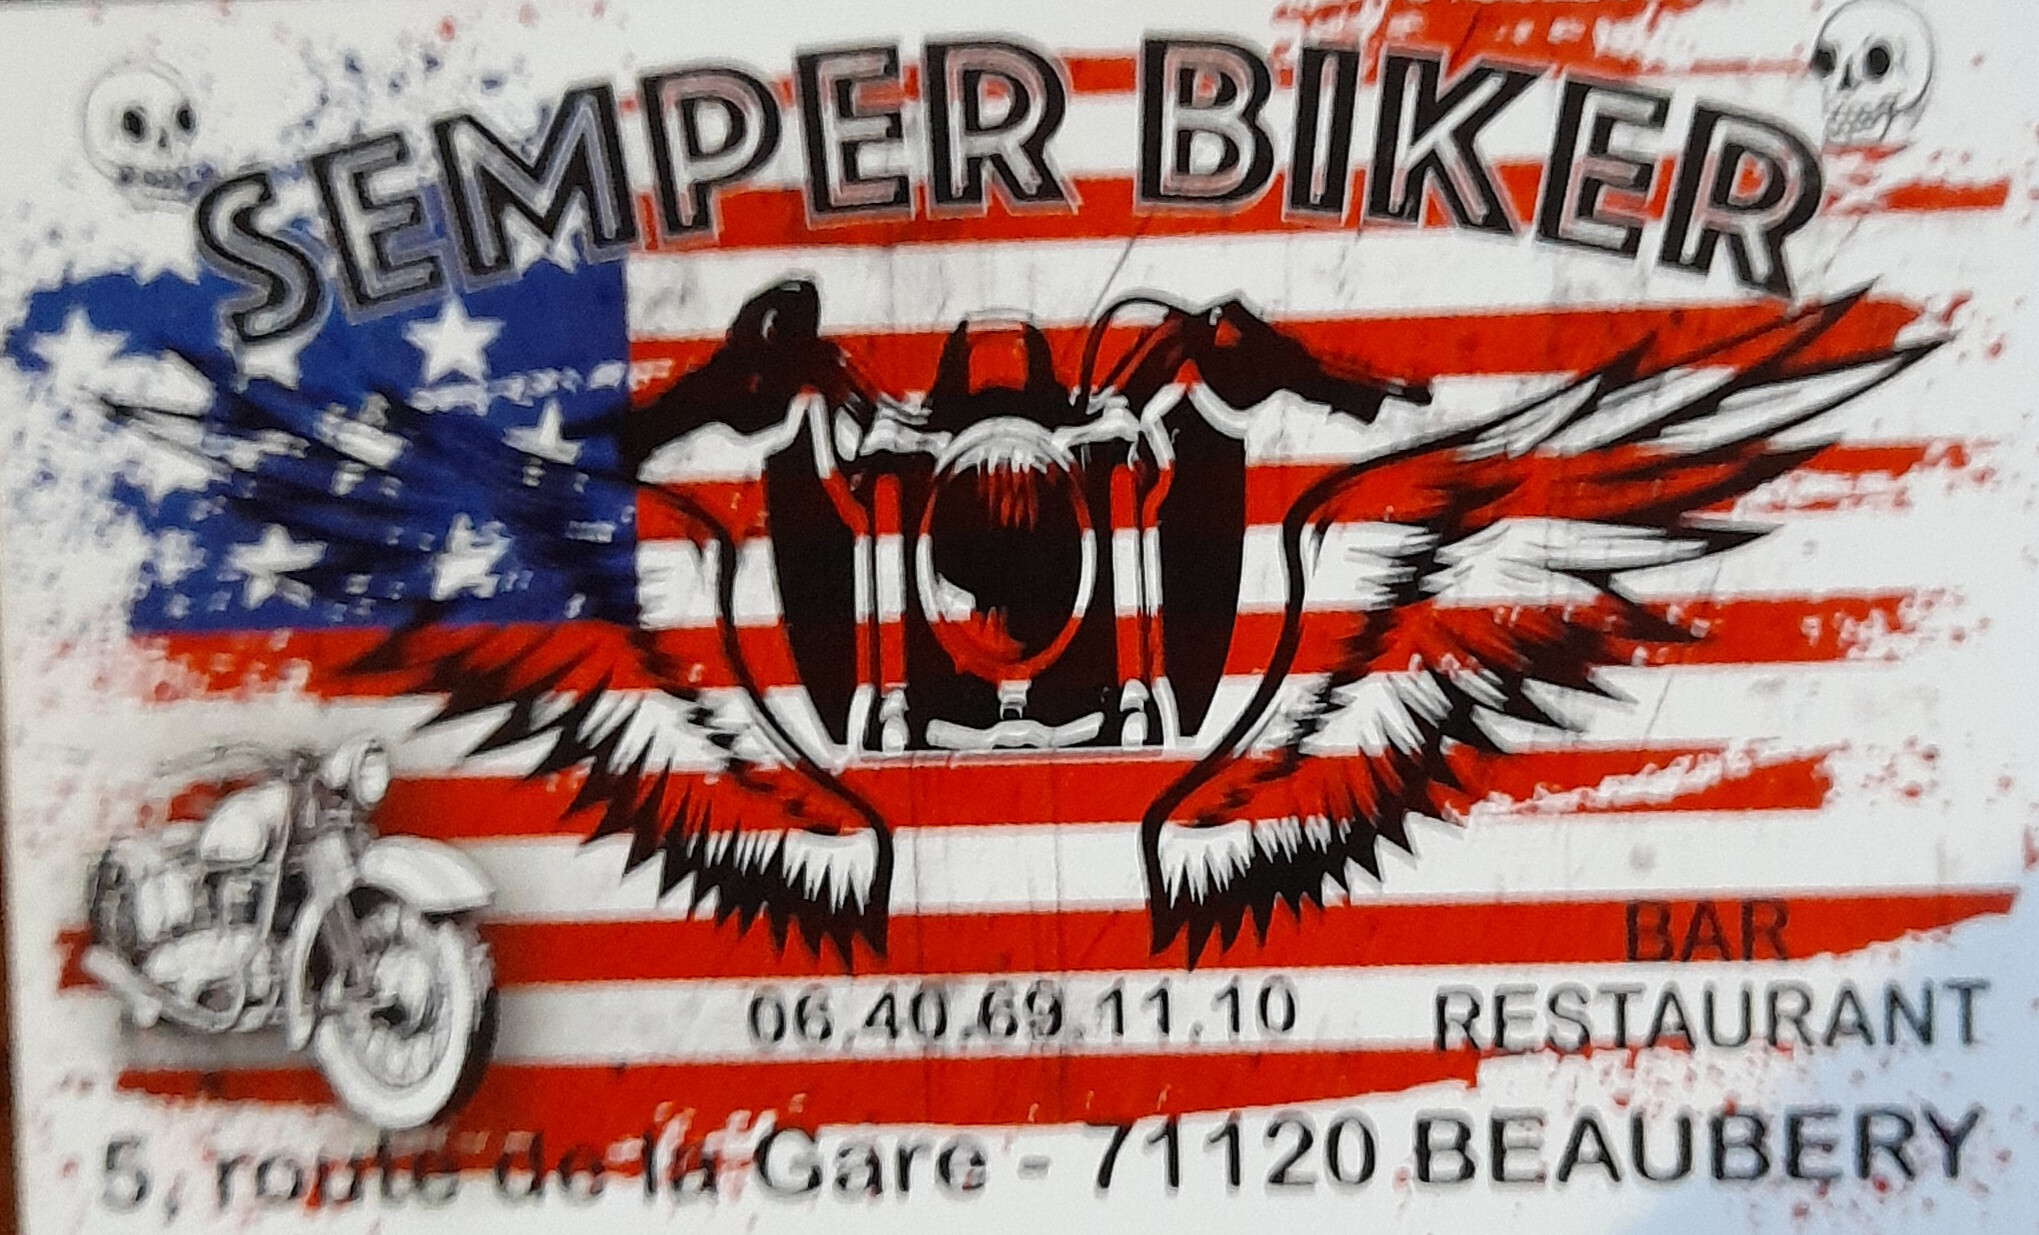 SEMPER BIKER
BAR
06.40.69.11.10 RESTAURANT
5, route de la Gare - 71120 BEAUBERY